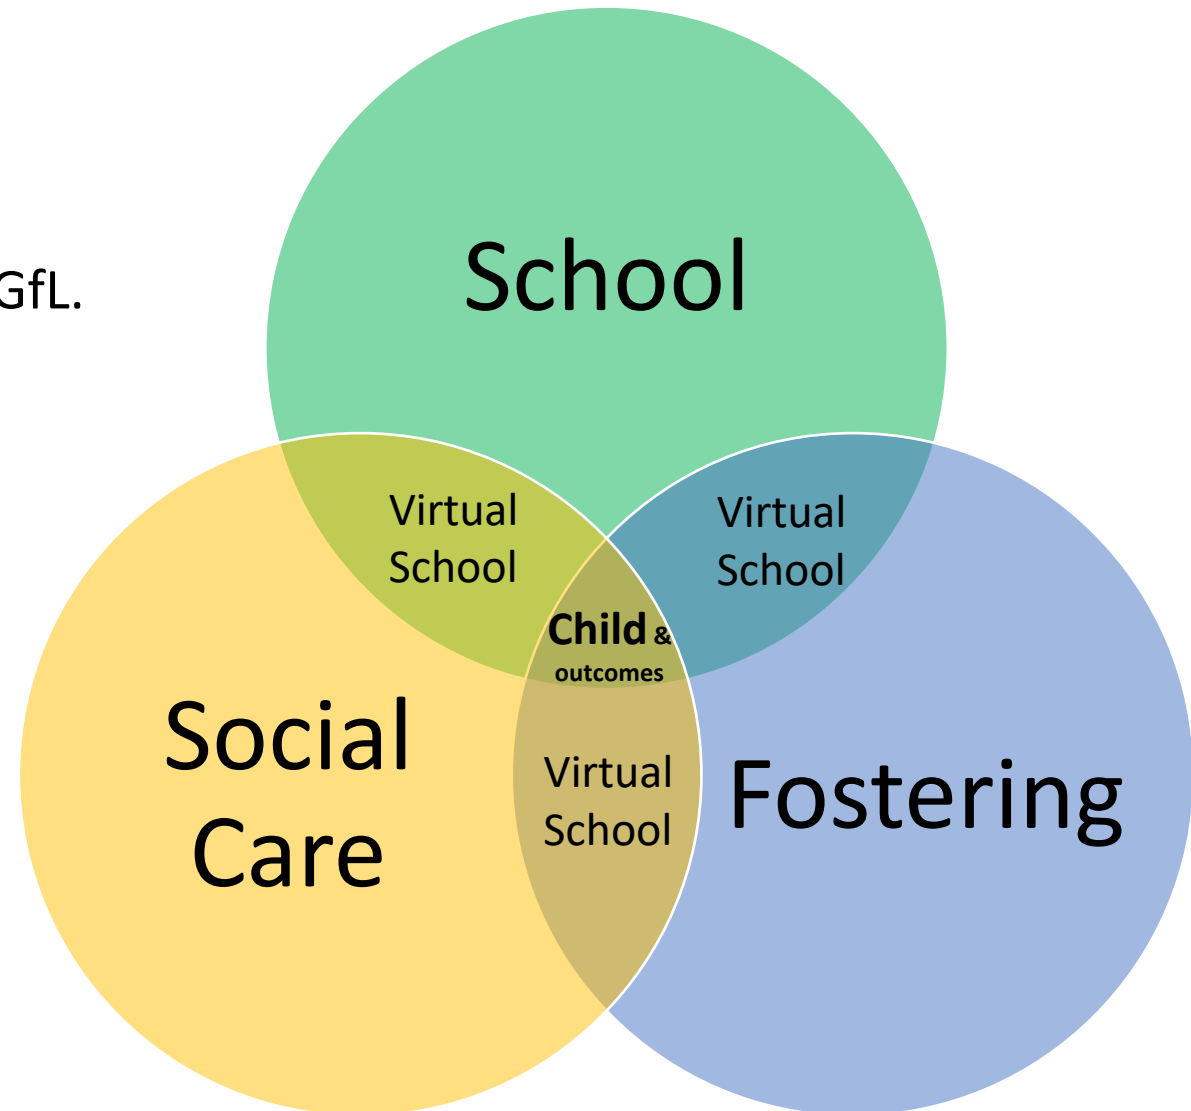 School
GfL.
Virtual
School
Virtual
School
Child &
outcomes
Social
Care
Virtual
School
Fostering